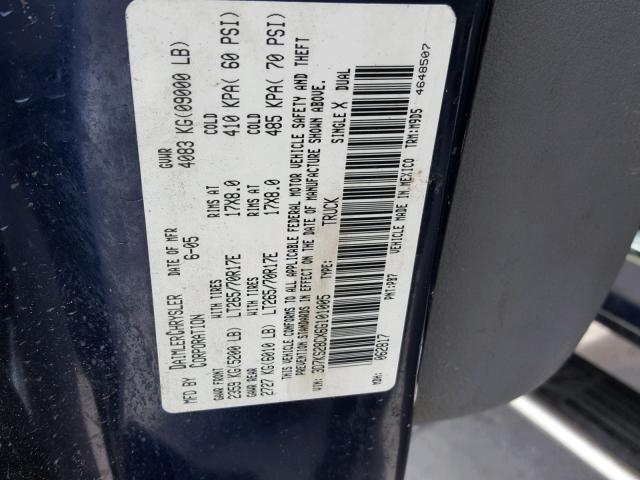 MFD BY DAIMLERCHRYSLER CORPORATION
DATE OF MFR 6-05
GVWR 4083 KG(09000 LB)
GAWR FRONT WITH TIRES RIMS AT COLD
2359 KG(5200 LB) LT265/70R17E 17X8.0 410 KPA( 60 PSI)
GAWR REAR WITH TIRES RIMS AT COLD
2727 KG(6010 LB) LT265/70R17E 17X8.0 485 KPA( 70 PSI)
THIS VEHICLE CONFORMS TO ALL APPLICABLE FEDERAL MOTOR VEHICLE SAFETY AND THEFT
PREVENTION STANDARDS IN EFFECT ON THE DATE OF MANUFACTURE SHOWN ABOVE.
VIN: 3D7KS28CX6G101005 TRUCK SINGLE X DUAL
MDH: 062817 PNT:PB7 VEHICLE MADE IN MEXICO TRM:M9D5
4648507